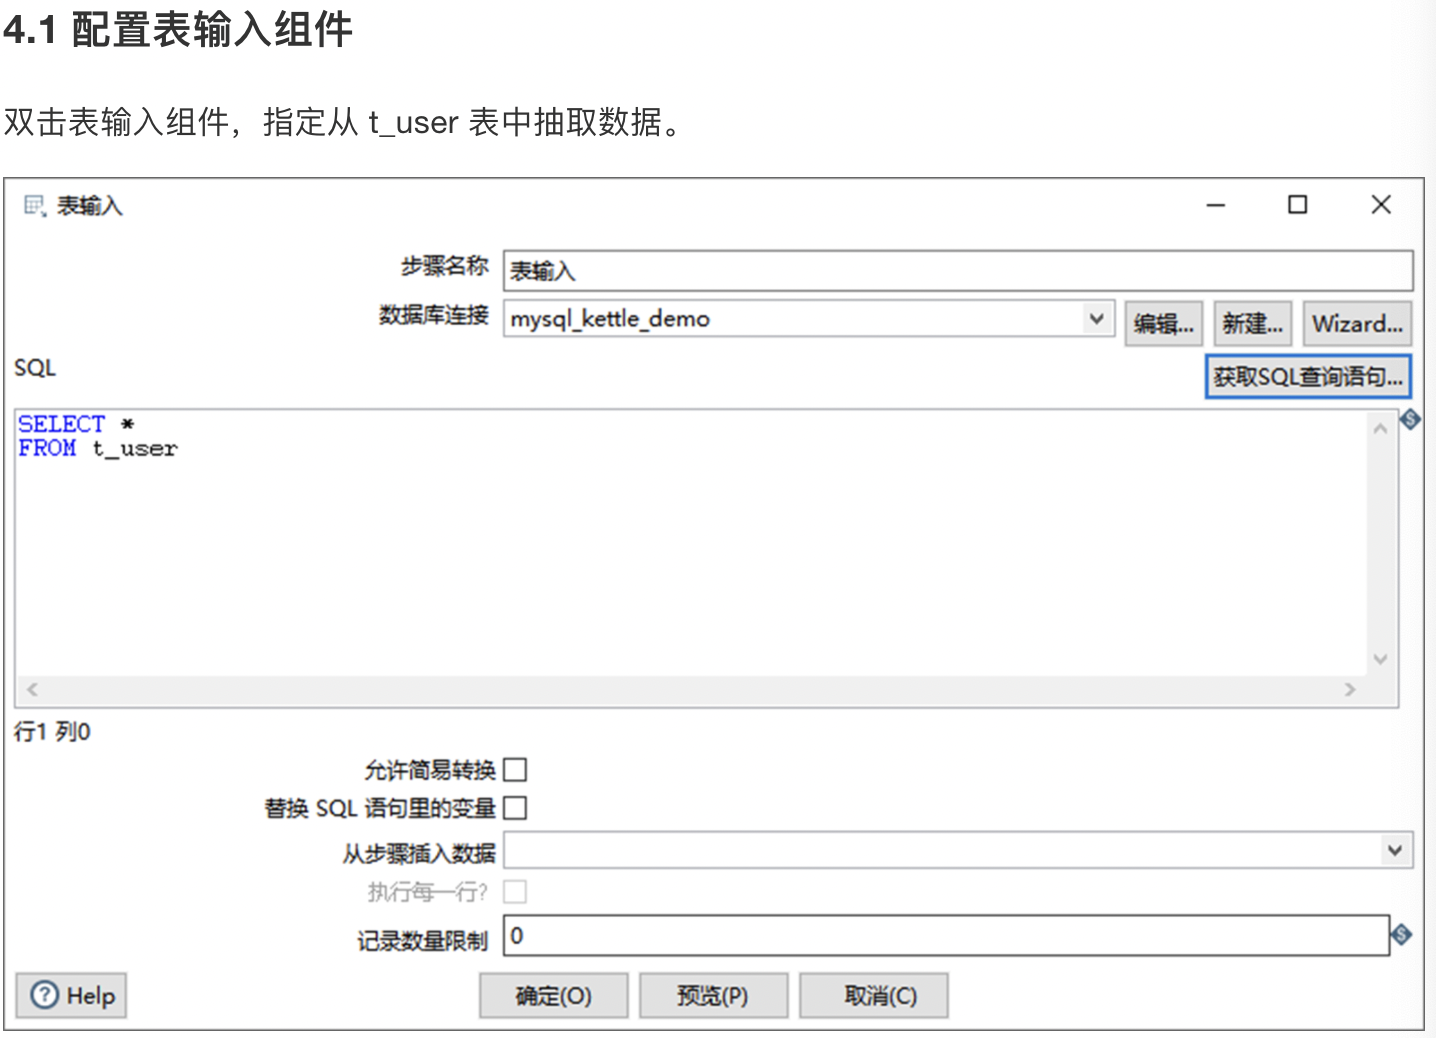 4.1 配置表输入组件
双击表输入组件，指定从 t_user 表中抽取数据。
表输入
步骤名称 表输入
数据库连接 mysql_kettle_demo 编辑... 新建... Wizard...
SQL 获取SQL查询语句...
SELECT *
FROM t_user
行1 列0
允许简易转换
替换 SQL 语句里的变量
从步骤插入数据
执行每一行?
记录数量限制 0
Help 确定(O) 预览(P) 取消(C)